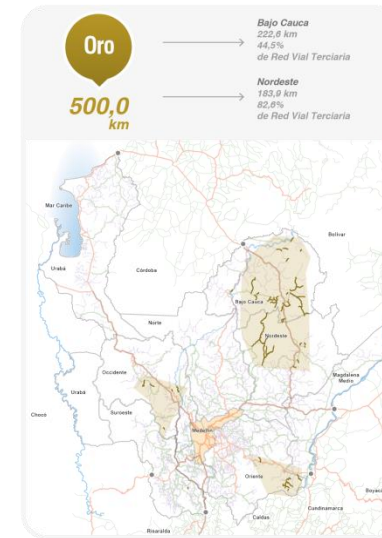 Oro
500,0
km
Bajo Cauca
222,6 km
44,5%
de Red Vial Terciaria
Nordeste
183,9 km
82,6%
de Red Vial Terciaria
Mar Caribe
Bolívar
Urabá
Córdoba
Bajo Cauca
Norte
Nordeste
Occidente
Magdalena
Medio
Urabá
Suroeste
Chocó
Medellín
Oriente
Boyacá
Cundinamarca
Caldas
Risaralda